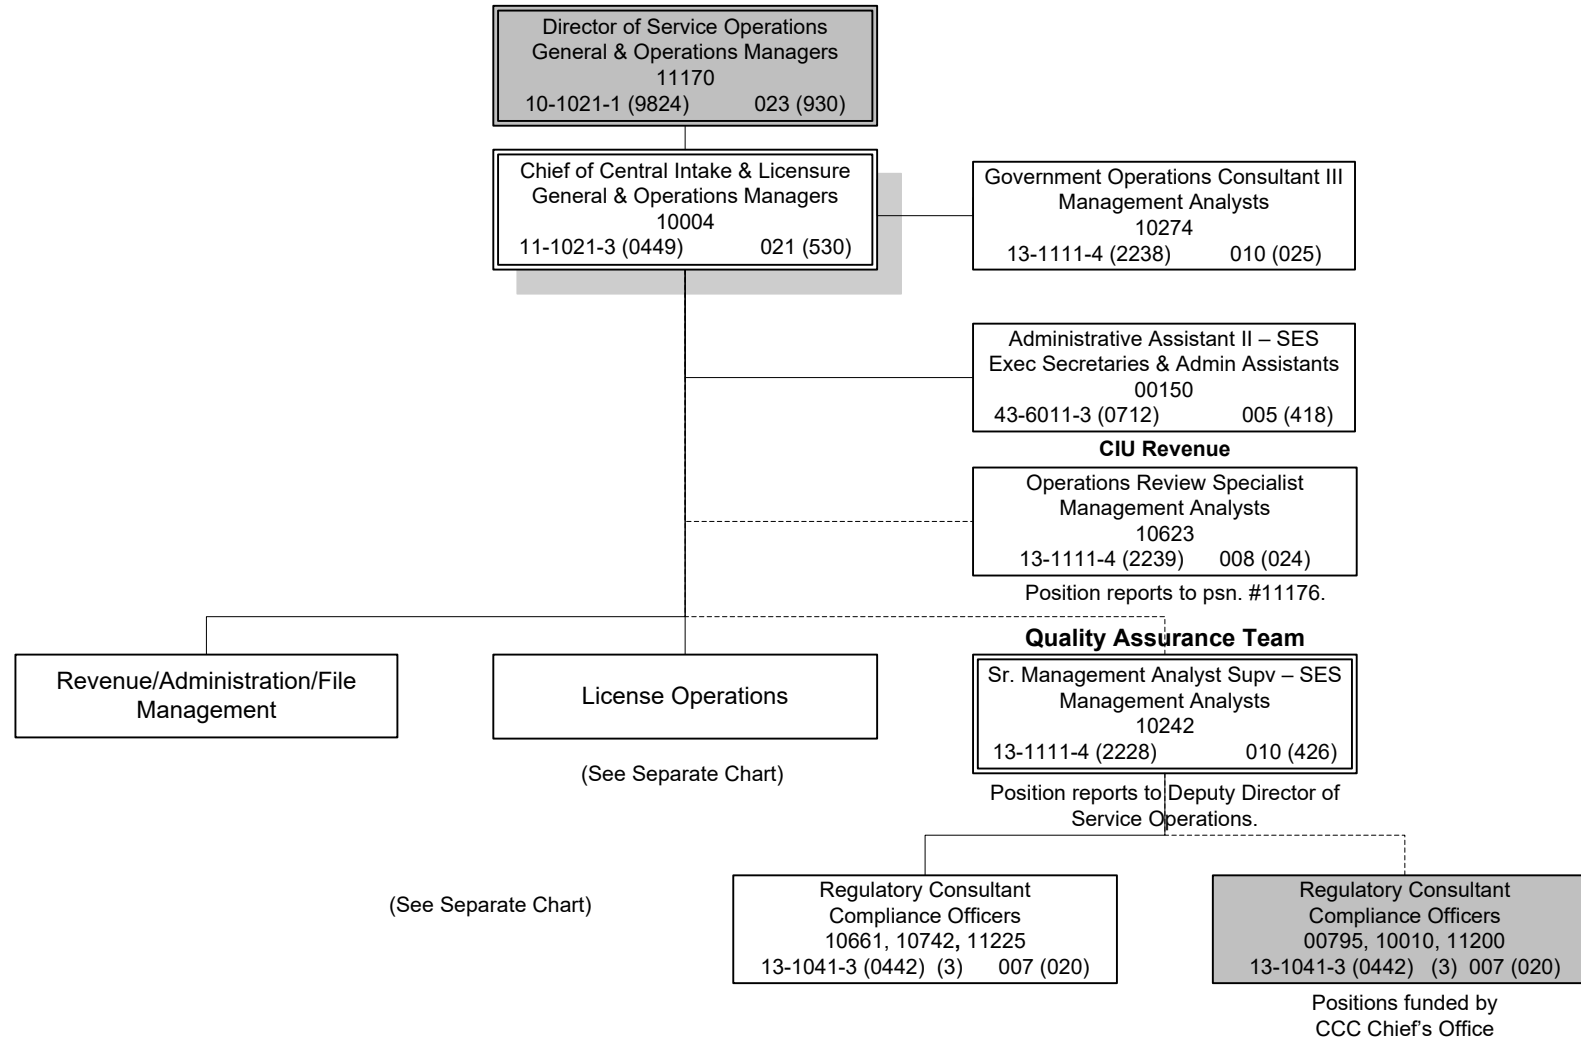 Director of Service Operations
General & Operations Managers
11170
10-1021-1 (9824) 023 (930)
Chief of Central Intake & Licensure
General & Operations Managers
10004
11-1021-3 (0449) 021 (530)
Government Operations Consultant III
Management Analysts
10274
13-1111-4 (2238) 010 (025)
Administrative Assistant II – SES
Exec Secretaries & Admin Assistants
00150
43-6011-3 (0712) 005 (418)
CIU Revenue
Operations Review Specialist
Management Analysts
10623
13-1111-4 (2239) 008 (024)
Position reports to psn. #11176.
Revenue/Administration/File
Management
License Operations
(See Separate Chart)
Quality Assurance Team
Sr. Management Analyst Supv – SES
Management Analysts
10242
13-1111-4 (2228) 010 (426)
Position reports to Deputy Director of
Service Operations.
(See Separate Chart)
Regulatory Consultant
Compliance Officers
10661, 10742, 11225
13-1041-3 (0442) (3) 007 (020)
Regulatory Consultant
Compliance Officers
00795, 10010, 11200
13-1041-3 (0442) (3) 007 (020)
Positions funded by
CCC Chief's Office